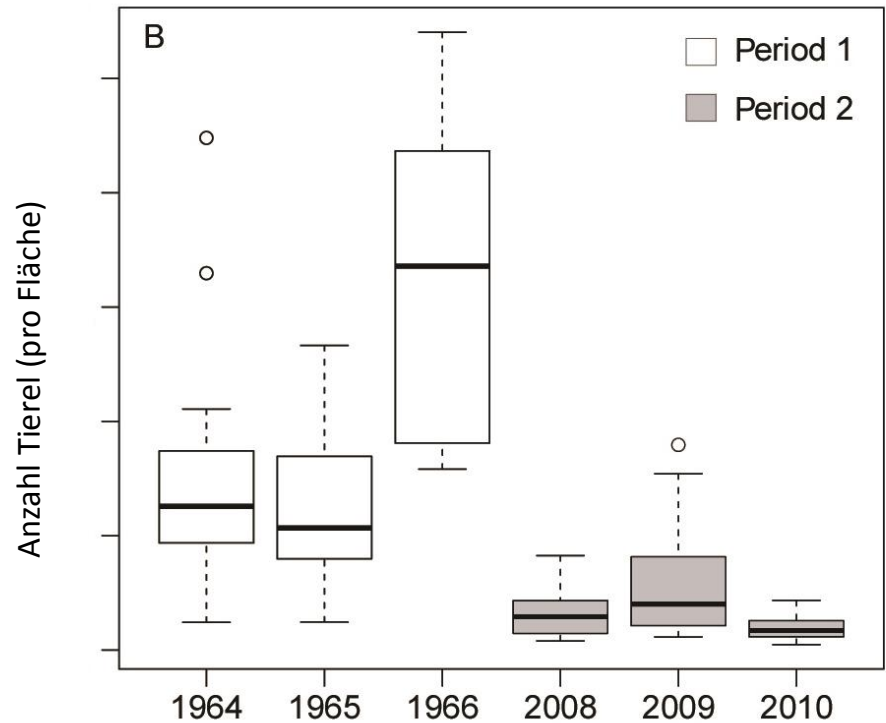 B
Period 1
Period 2
Anzahl Tierel (pro Fläche)
1964 1965 1966 2008 2009 2010